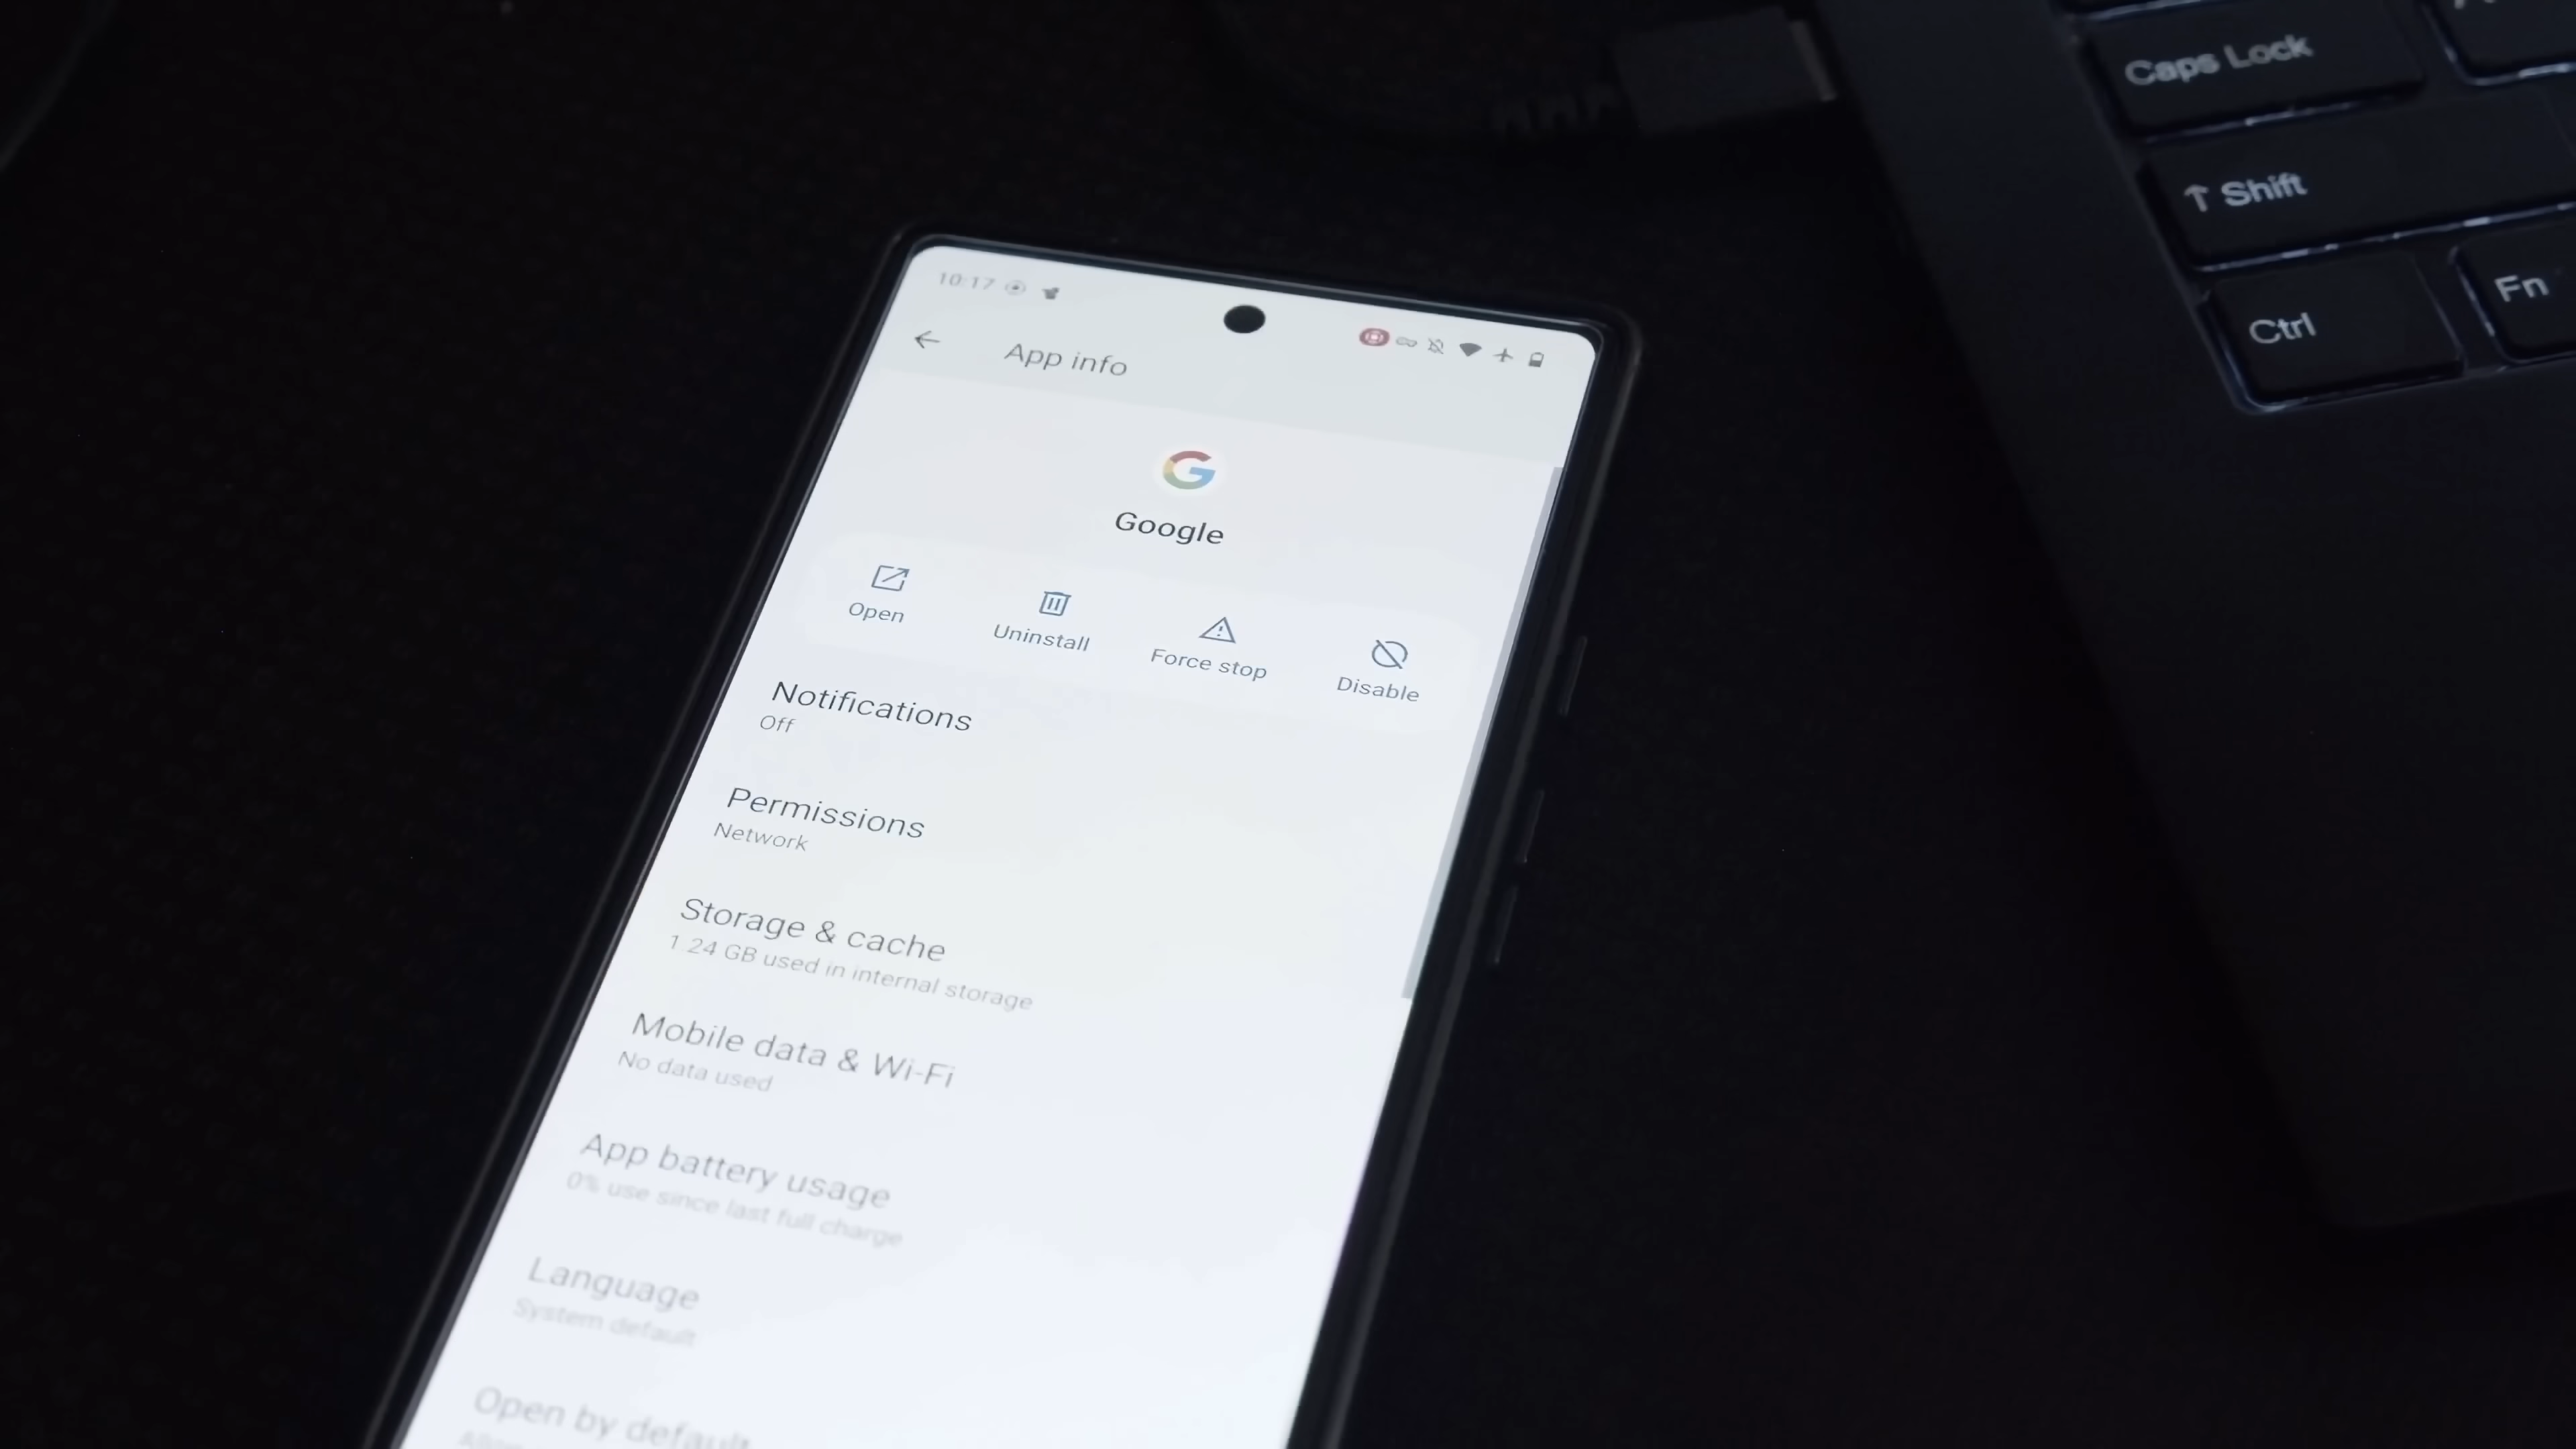 Caps Lock
↑ Shift
Ctrl
Fn
10:17
App info
Google
Open
Uninstall
Force stop
Disable
Notifications
Off
Permissions
Network
Storage & cache
1.24 GB used in internal storage
Mobile data & Wi-Fi
No data used
App battery usage
0% use since last full charge
Language
System default
Open by default